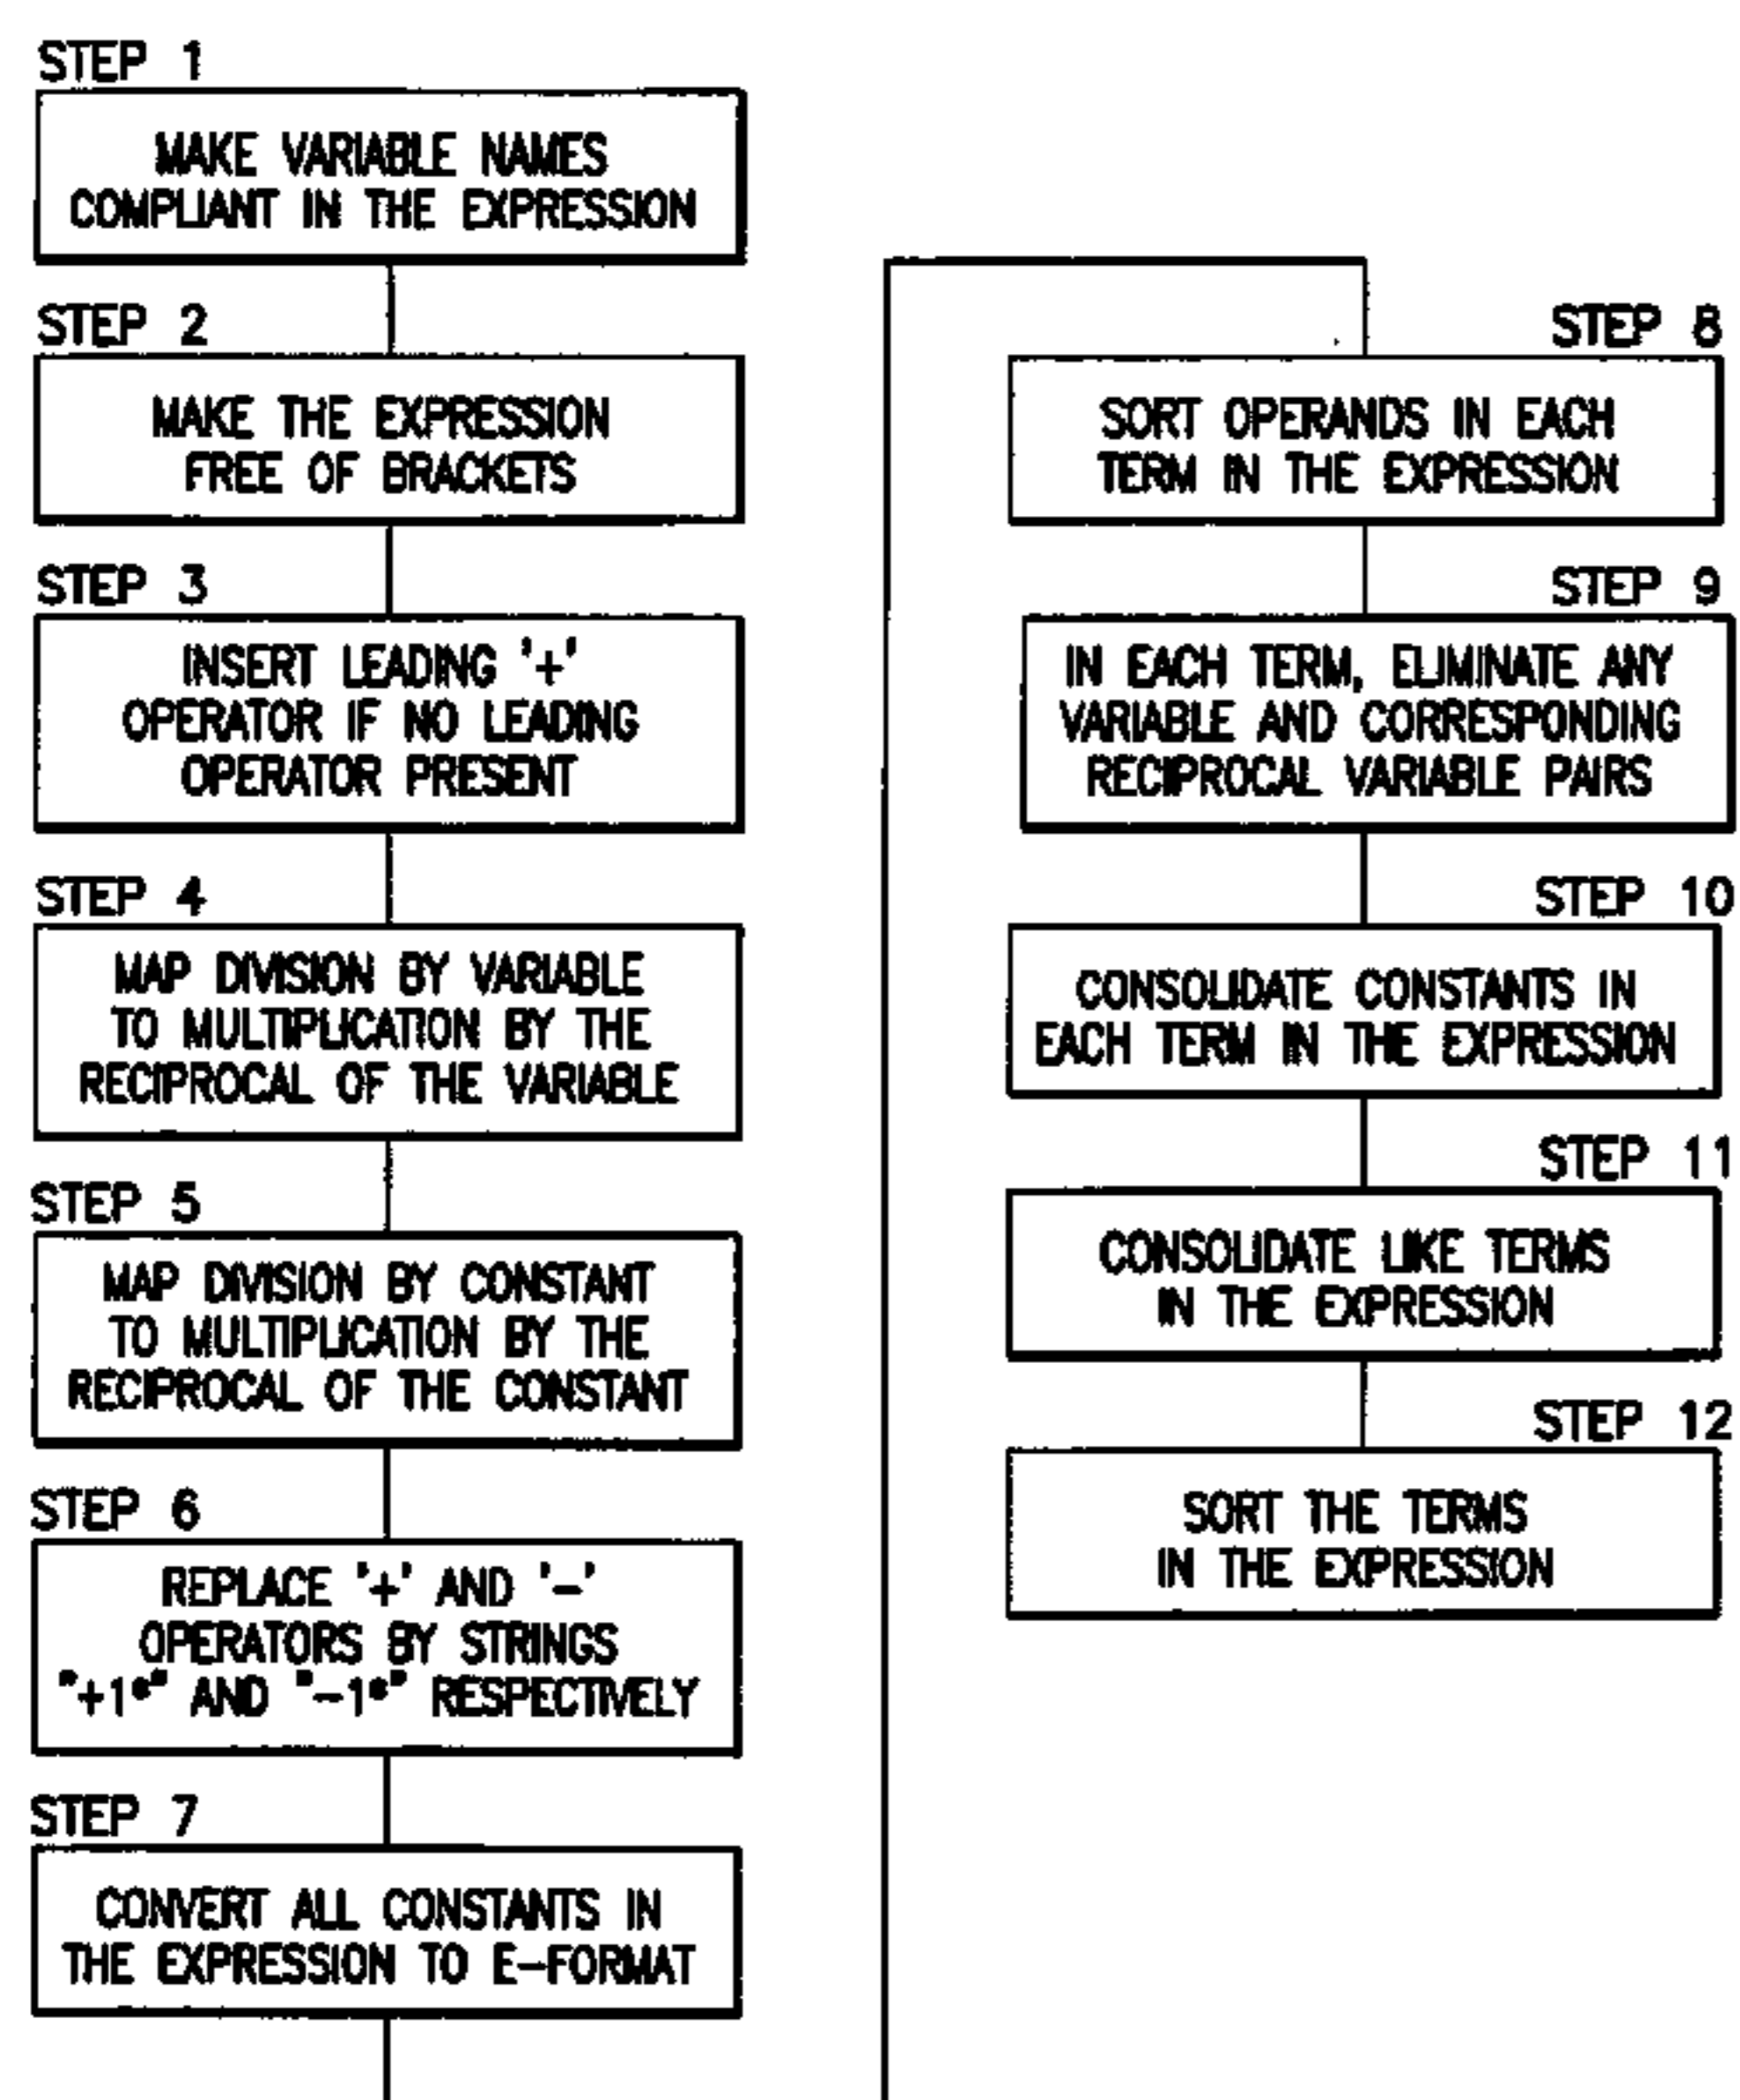 STEP 1
MAKE VARIABLE NAMES
COMPLIANT IN THE EXPRESSION
STEP 2
MAKE THE EXPRESSION
FREE OF BRACKETS
STEP 3
INSERT LEADING '+'
OPERATOR IF NO LEADING
OPERATOR PRESENT
STEP 4
MAP DIVISION BY VARIABLE
TO MULTIPLICATION BY THE
RECIPROCAL OF THE VARIABLE
STEP 5
MAP DIVISION BY CONSTANT
TO MULTIPLICATION BY THE
RECIPROCAL OF THE CONSTANT
STEP 6
REPLACE '+' AND '-'
OPERATORS BY STRINGS
"+1*" AND "-1*" RESPECTIVELY
STEP 7
CONVERT ALL CONSTANTS IN
THE EXPRESSION TO E-FORMAT
STEP 8
SORT OPERANDS IN EACH
TERM IN THE EXPRESSION
STEP 9
IN EACH TERM, ELIMINATE ANY
VARIABLE AND CORRESPONDING
RECIPROCAL VARIABLE PAIRS
STEP 10
CONSOLIDATE CONSTANTS IN
EACH TERM IN THE EXPRESSION
STEP 11
CONSOLIDATE LIKE TERMS
IN THE EXPRESSION
STEP 12
SORT THE TERMS
IN THE EXPRESSION